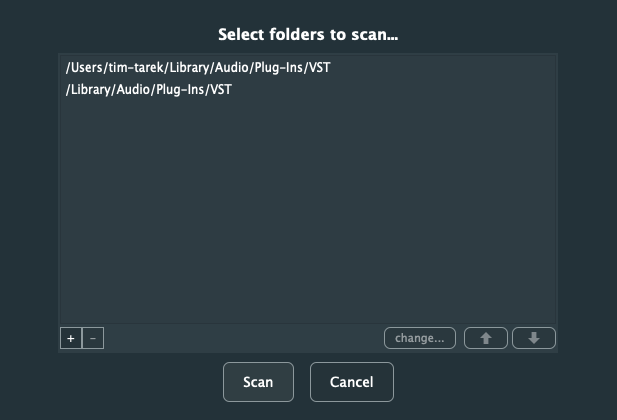 Select folders to scan...
/Users/tim-tarek/Library/Audio/Plug-Ins/VST
/Library/Audio/Plug-Ins/VST
+ - change...
Scan Cancel